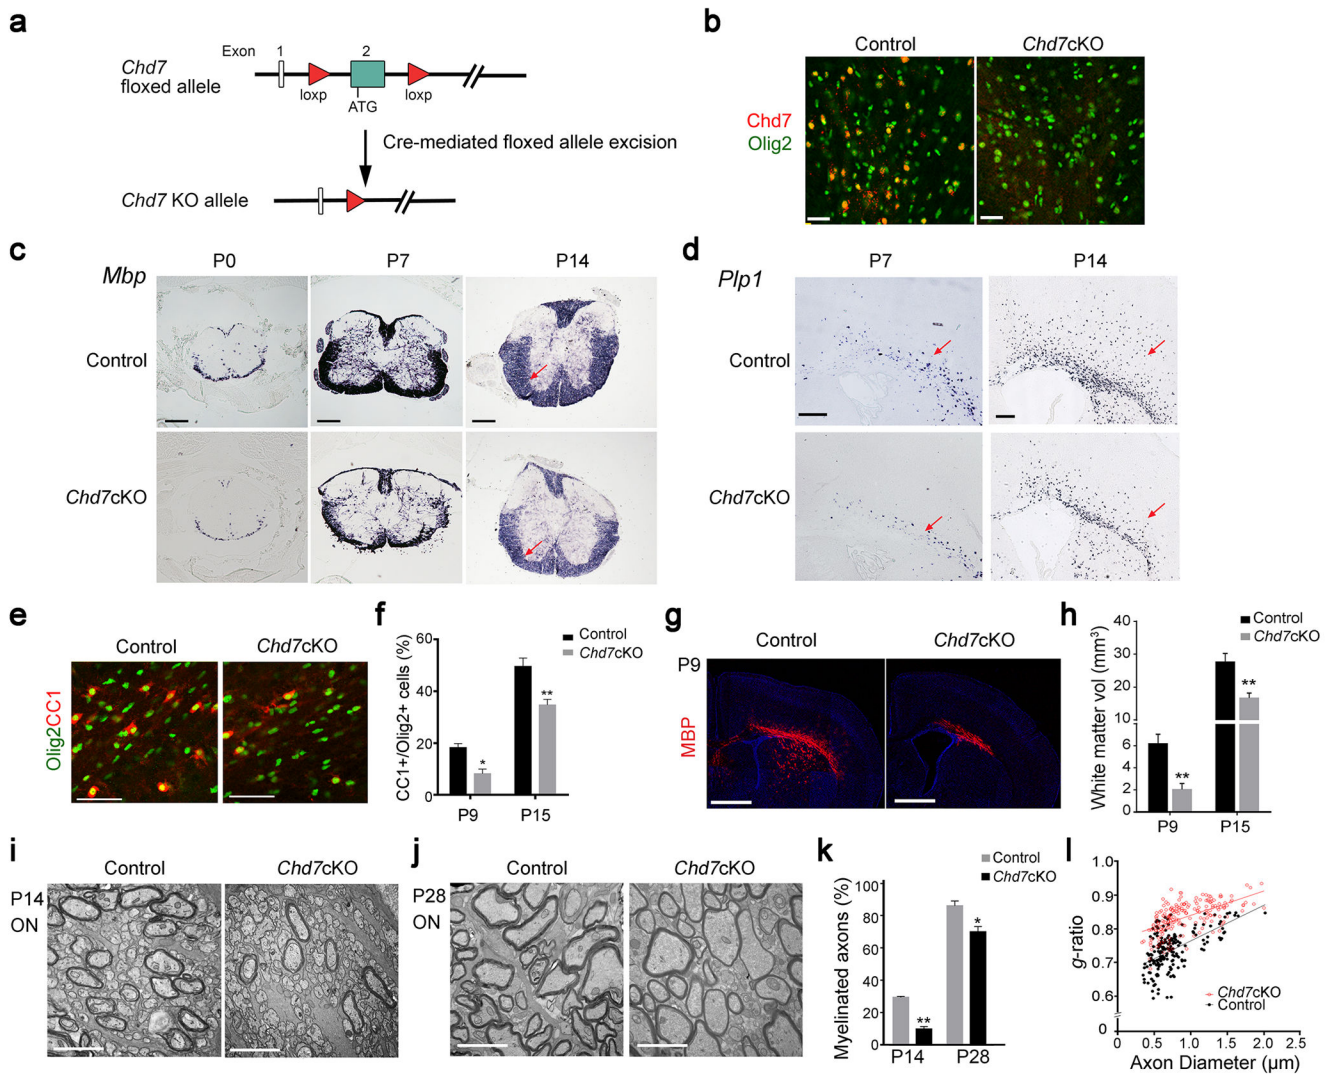 a
Exon 1 2
Chd7
floxed allele
loxp
loxp
ATG
Cre-mediated floxed allele excision
Chd7 KO allele
b
Control
Chd7cKO
Chd7
Olig2
c
Mbp
P0
P7
P14
Control
Chd7cKO
d
Plp1
P7
P14
Control
Chd7cKO
e
Control
Chd7cKO
Olig2CC1
f
CC1+/Olig2+ cells (%)
60
40
20
0
Control
Chd7cKO
*
**
P9
P15
g
Control
Chd7cKO
P9
MBP
h
White matter vol (mm³)
40
30
20
10
6
4
2
0
Control
Chd7cKO
**
**
P9
P15
i
Control
Chd7cKO
P14
ON
j
Control
Chd7cKO
P28
ON
k
Myelinated axons (%)
100
80
60
40
20
0
Control
Chd7cKO
**
*
P14
P28
l
g-ratio
1.0
0.9
0.8
0.7
0.6
0
Chd7cKO
Control
0 0.5 1.0 1.5 2.0 2.5
Axon Diameter (µm)